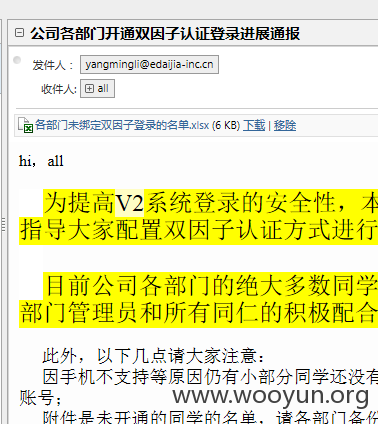 公司各部门开通双因子认证登录进展通报
发件人： yangmingli@edaijia-inc.cn
收件人: all
各部门未绑定双因子登录的名单.xlsx (6 KB) 下载 | 移除
hi，all
为提高V2系统登录的安全性，本
指导大家配置双因子认证方式进行
目前公司各部门的绝大多数同学
部门管理员和所有同仁的积极配合
此外，以下几点请大家注意：
因手机不支持等原因仍有小部分同学还没有
账号；
www.wooyun.org
附件是未开通的同学的名单，请各部门备份